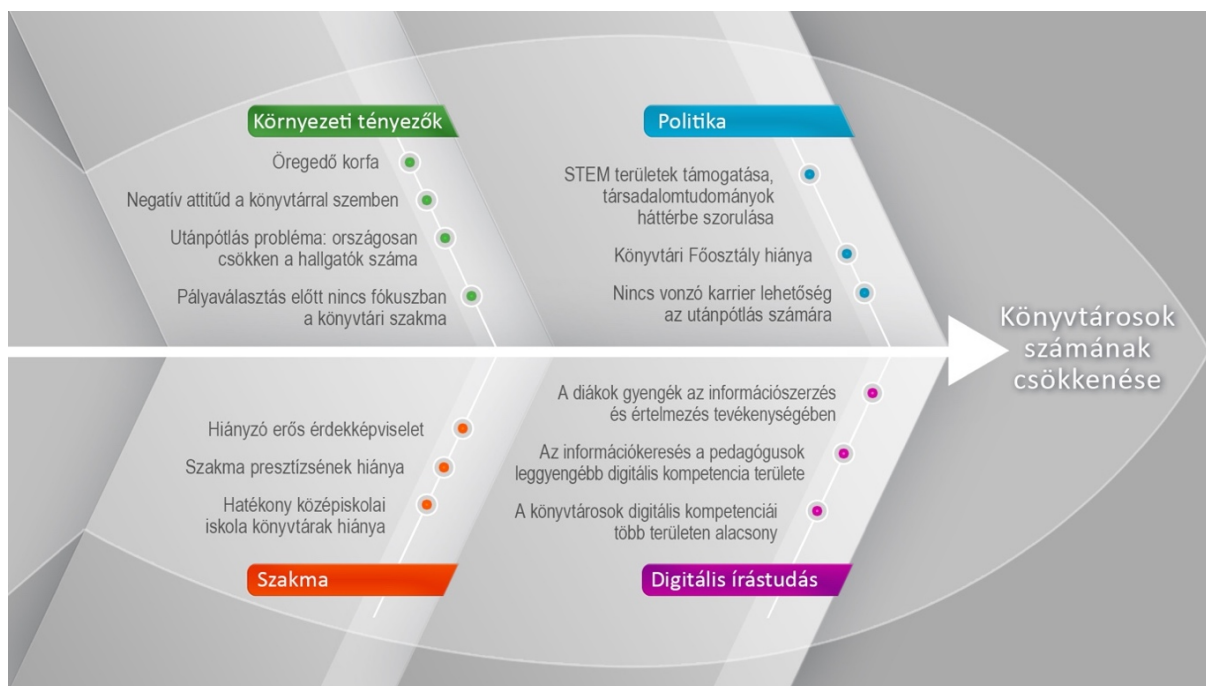 Környezeti tényezők
Öregedő korfa
Negatív attitűd a könyvtárral szemben
Utánpótlás probléma: országosan
csökken a hallgatók száma
Pályaválasztás előtt nincs fókuszban
a könyvtári szakma
Politika
STEM területek támogatása,
társadalomtudományok
háttérbe szorulása
Könyvtári Főosztály hiánya
Nincs vonzó karrier lehetőség
az utánpótlás számára
Hiányzó erős érdekképviselet
Szakma presztízsének hiánya
Hatékony középiskolai
iskola könyvtárak hiánya
Szakma
A diákok gyengék az információszerzés
és értelmezés tevékenységében
Az információkeresés a pedagógusok
leggyengébb digitális kompetencia területe
A könyvtárosok digitális kompetenciái
több területen alacsony
Digitális írástudás
Könyvtárosok
számának
csökkenése